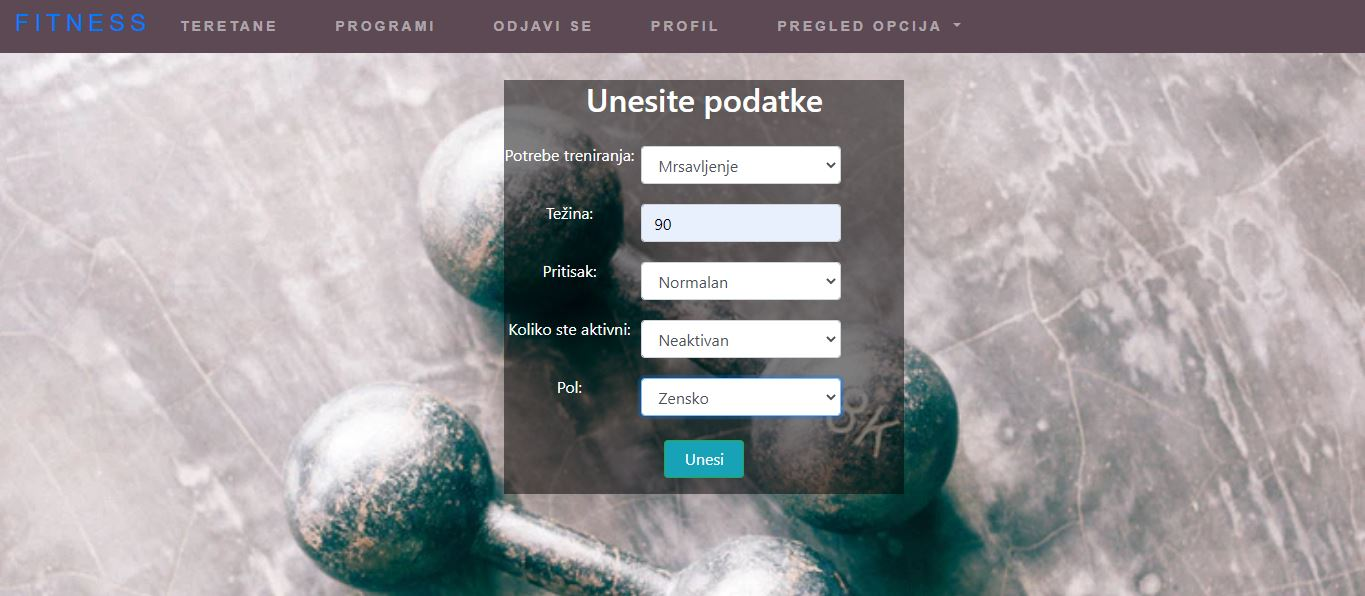 FITNESS TERETANE PROGRAMI ODJAVI SE PROFIL PREGLED OPCIJA
Unesite podatke
Potrebe treniranja: Mrsavljenje
Težina: 90
Pritisak: Normalan
Koliko ste aktivni: Neaktivan
Pol: Zensko
8K
Unesi